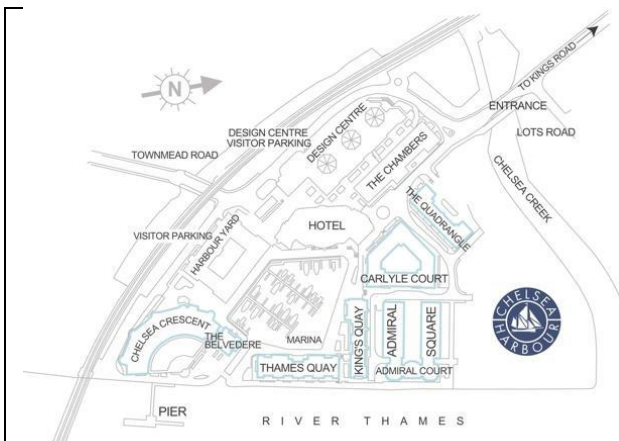 TO KINGS ROAD
ENTRANCE
LOTS ROAD
N
DESIGN CENTRE
VISITOR PARKING
DESIGN CENTRE
TOWNMEAD ROAD
THE CHAMBERS
CHELSEA CREEK
THE QUADRANGLE
VISITOR PARKING
HARBOUR YARD
HOTEL
CARLYLE COURT
CHELSEA
HARBOUR
CHELSEA CRESCENT
THE
BELVEDERE
MARINA
KING'S QUAY
ADMIRAL
SQUARE
THAMES QUAY
ADMIRAL COURT
PIER
RIVER THAMES